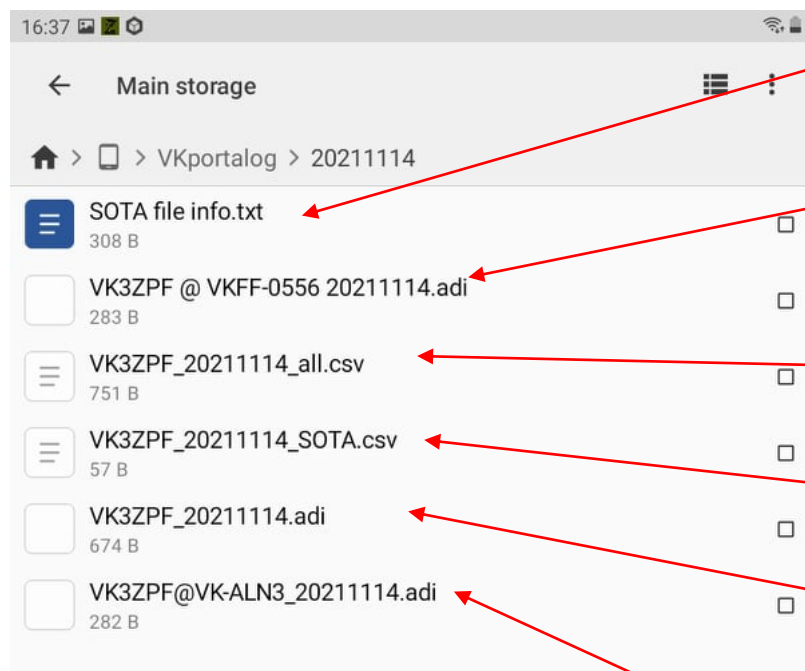 16:37
Main storage
> VKportalog > 20211114
SOTA file info.txt
308 B
VK3ZPF @ VKFF-0556 20211114.adi
283 B
VK3ZPF_20211114_all.csv
751 B
VK3ZPF_20211114_SOTA.csv
57 B
VK3ZPF_20211114.adi
674 B
VK3ZPF@VK-ALN3_20211114.adi
282 B